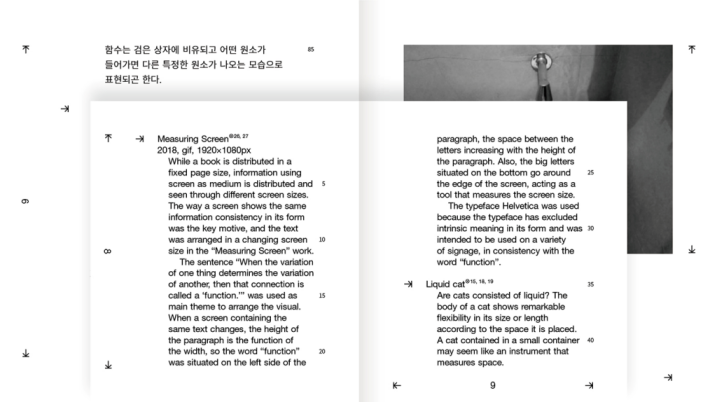 함수는 검은 상자에 비유되고 어떤 원소가 85
들어가면 다른 특정한 원소가 나오는 모습으로
표현되곤 한다.
6
Measuring Screen@26, 27
2018, gif, 1920×1080px
While a book is distributed in a
fixed page size, information using
screen as medium is distributed and 5
seen through different screen sizes.
The way a screen shows the same
information consistency in its form
was the key motive, and the text
was arranged in a changing screen 10
size in the “Measuring Screen” work.
The sentence “When the variation
of one thing determines the variation
of another, then that connection is
called a ‘function.’” was used as 15
main theme to arrange the visual.
When a screen containing the
same text changes, the height of
the paragraph is the function of
the width, so the word “function” 20
was situated on the left side of the
8
paragraph, the space between the
letters increasing with the height of
the paragraph. Also, the big letters
situated on the bottom go around 25
the edge of the screen, acting as a
tool that measures the screen size.
The typeface Helvetica was used
because the typeface has excluded
intrinsic meaning in its form and was 30
intended to be used on a variety
of signage, in consistency with the
word “function”.
Liquid cat@15, 18, 19 35
Are cats consisted of liquid? The
body of a cat shows remarkable
flexibility in its size or length
according to the space it is placed.
A cat contained in a small container 40
may seem like an instrument that
measures space.
9